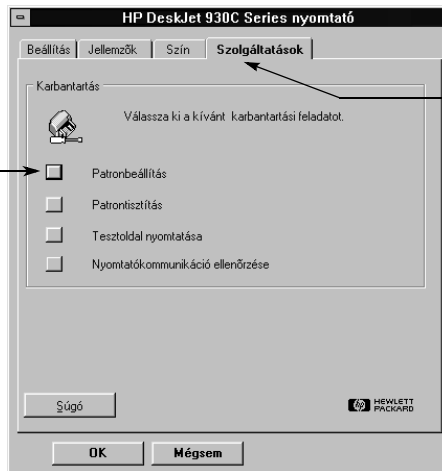 HP DeskJet 930C Series nyomtató
Beállítás Jellemzők Szín Szolgáltatások
Karbantartás
Válassza ki a kívánt karbantartási feladatot.
Patronbeállítás
Patrontisztítás
Tesztoldal nyomtatása
Nyomtatókommunikáció ellenőrzése
Súgó
hp HEWLETT
PACKARD
OK Mégsem